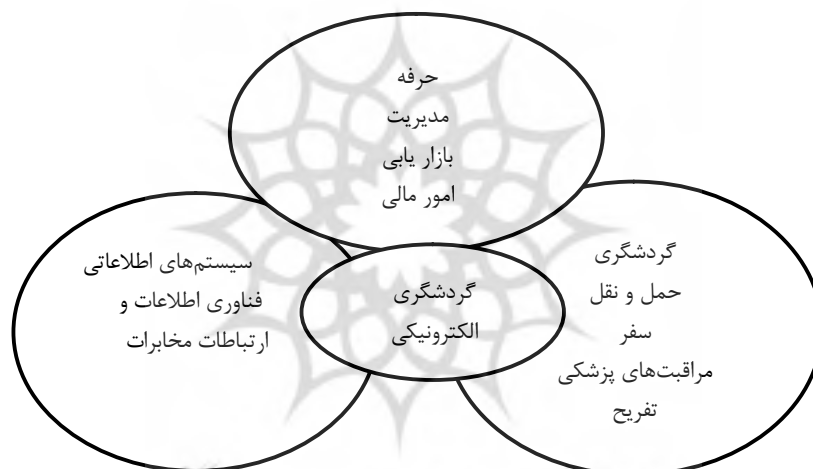 حرفه
مدیریت
بازار یابی
امور مالی
گردشگری
حمل و نقل
سفر
مراقبت‌های پزشکی
تفریح
گردشگری
الکترونیکی
سیستم‌های اطلاعاتی
فناوری اطلاعات و
ارتباطات مخابرات